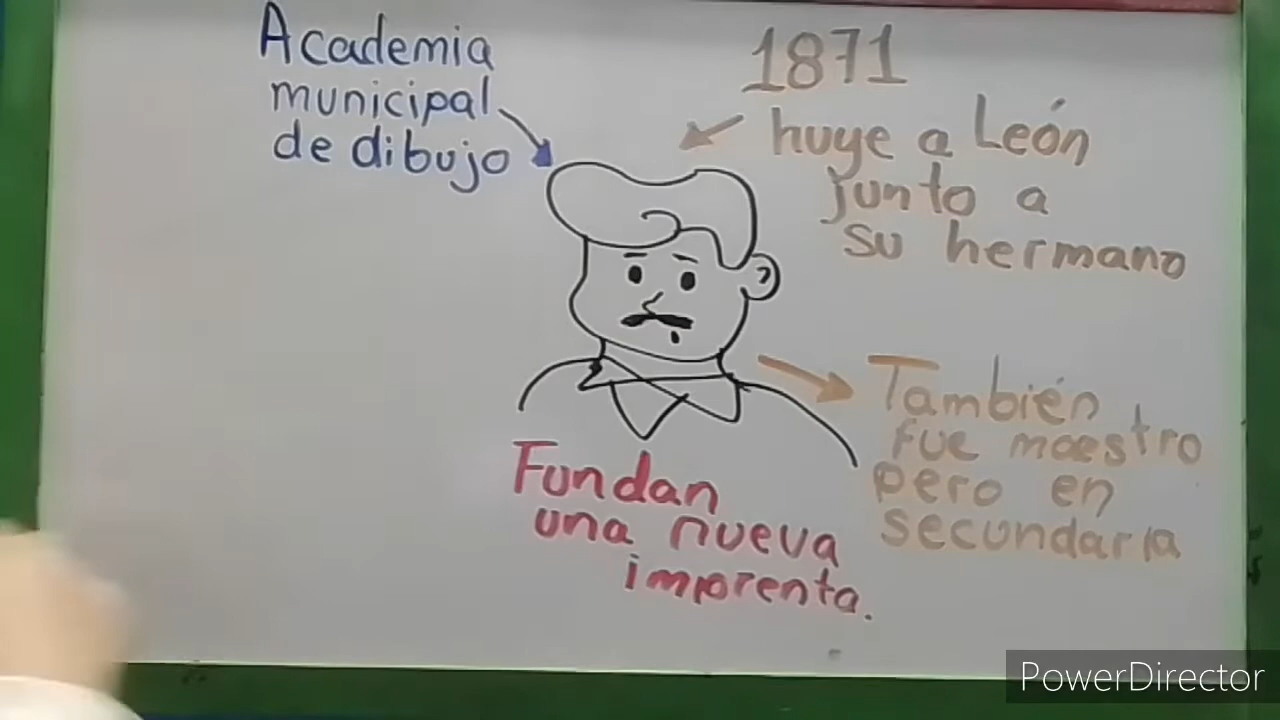 Academia
municipal
de dibujo
1871
huye a León
junto a
su hermano
También
fue maestro
pero en
secundaria
Fundan
una nueva
imprenta.
PowerDirector